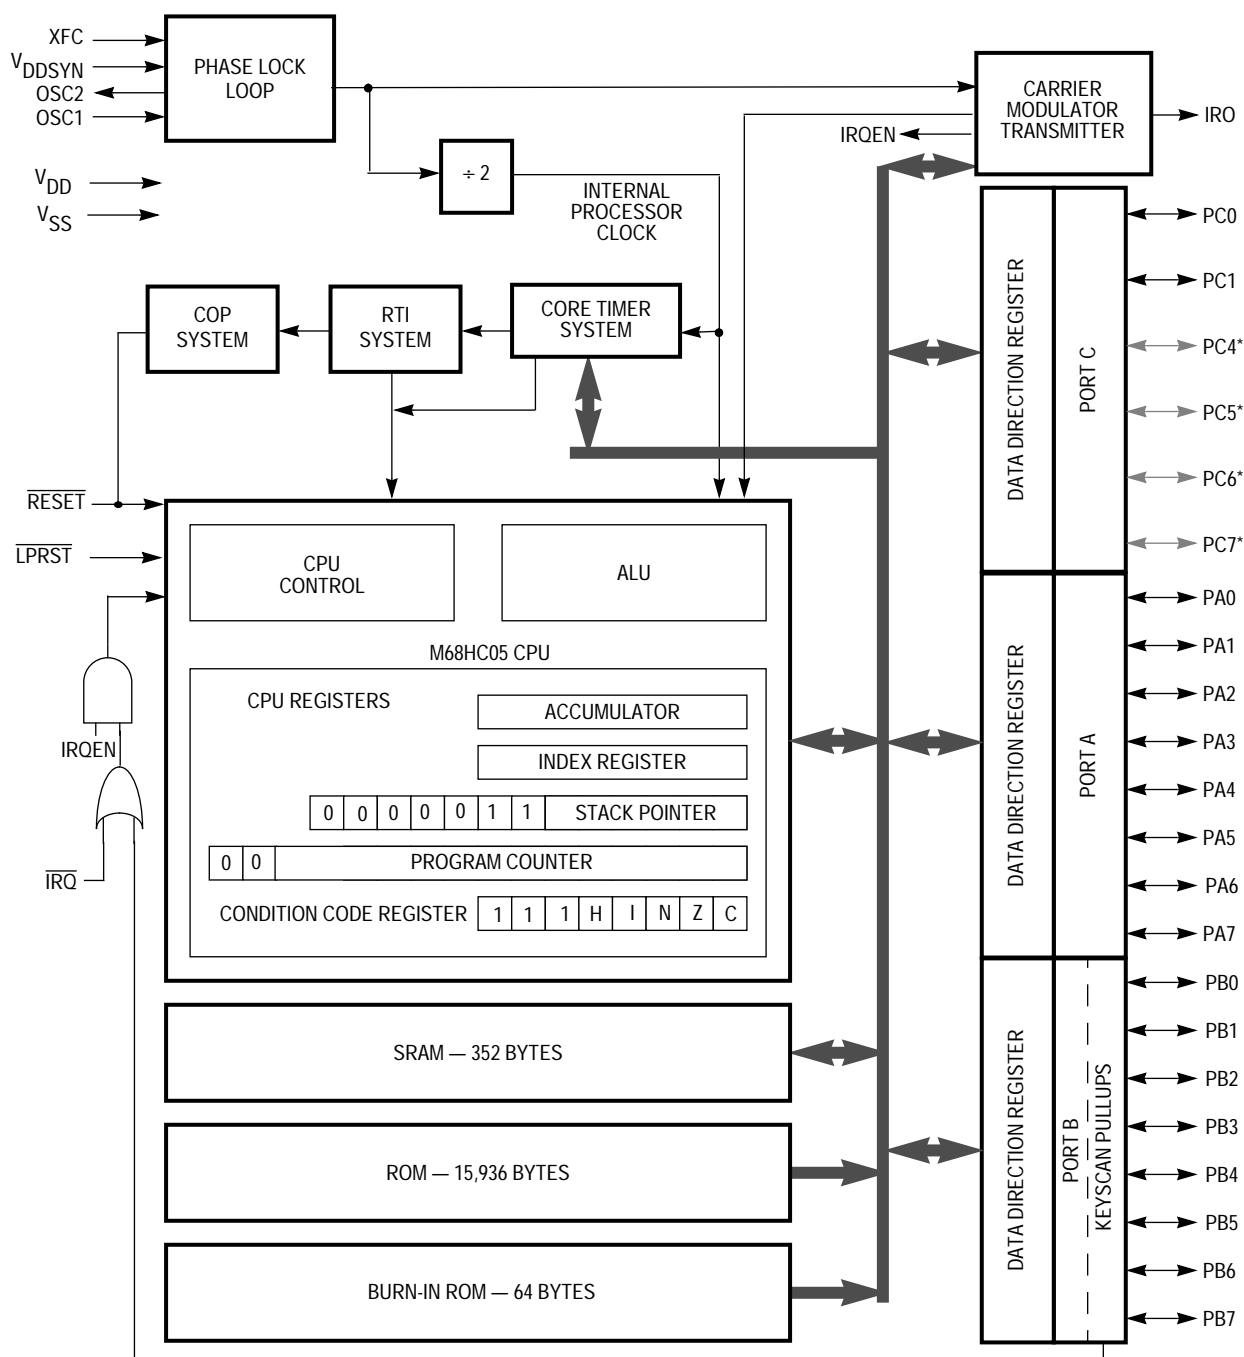 XFC
VDDSYN
OSC2
OSC1
VDD
VSS
PHASE LOCK
LOOP
÷ 2
INTERNAL
PROCESSOR
CLOCK
CARRIER
MODULATOR
TRANSMITTER
IRO
IRQEN
COP
SYSTEM
RTI
SYSTEM
CORE TIMER
SYSTEM
RESET
LPRST
IRQEN
IRQ
CPU
CONTROL
ALU
M68HC05 CPU
CPU REGISTERS
ACCUMULATOR
INDEX REGISTER
0 0 0 0 0 1 1 STACK POINTER
0 0 PROGRAM COUNTER
CONDITION CODE REGISTER 1 1 1 H I N Z C
SRAM — 352 BYTES
ROM — 15,936 BYTES
BURN-IN ROM — 64 BYTES
DATA DIRECTION REGISTER
PORT C
PC0
PC1
PC4*
PC5*
PC6*
PC7*
DATA DIRECTION REGISTER
PORT A
PA0
PA1
PA2
PA3
PA4
PA5
PA6
PA7
DATA DIRECTION REGISTER
PORT B
KEYSCAN PULLUPS
PB0
PB1
PB2
PB3
PB4
PB5
PB6
PB7